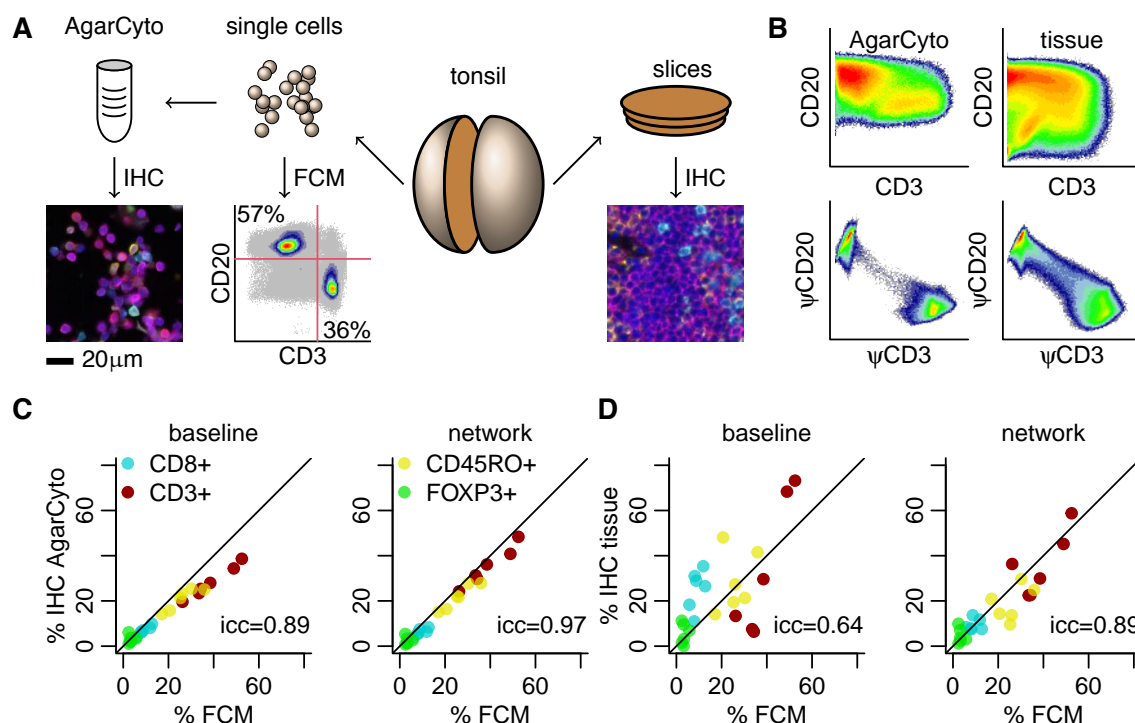 A
AgarCyto
single cells
tonsil
slices
IHC
FCM
IHC
57%
CD20
36%
CD3
20µm
B
AgarCyto
tissue
CD20
CD3
CD20
CD3
ψCD20
ψCD3
ψCD20
ψCD3
C
baseline
network
CD8+
CD3+
CD45RO+
FOXP3+
% IHC AgarCyto
60
20
0
icc=0.89
0 20 60
% FCM
60
20
0
icc=0.97
0 20 60
% FCM
D
baseline
network
% IHC tissue
60
20
0
icc=0.64
0 20 60
% FCM
60
20
0
icc=0.89
0 20 60
% FCM